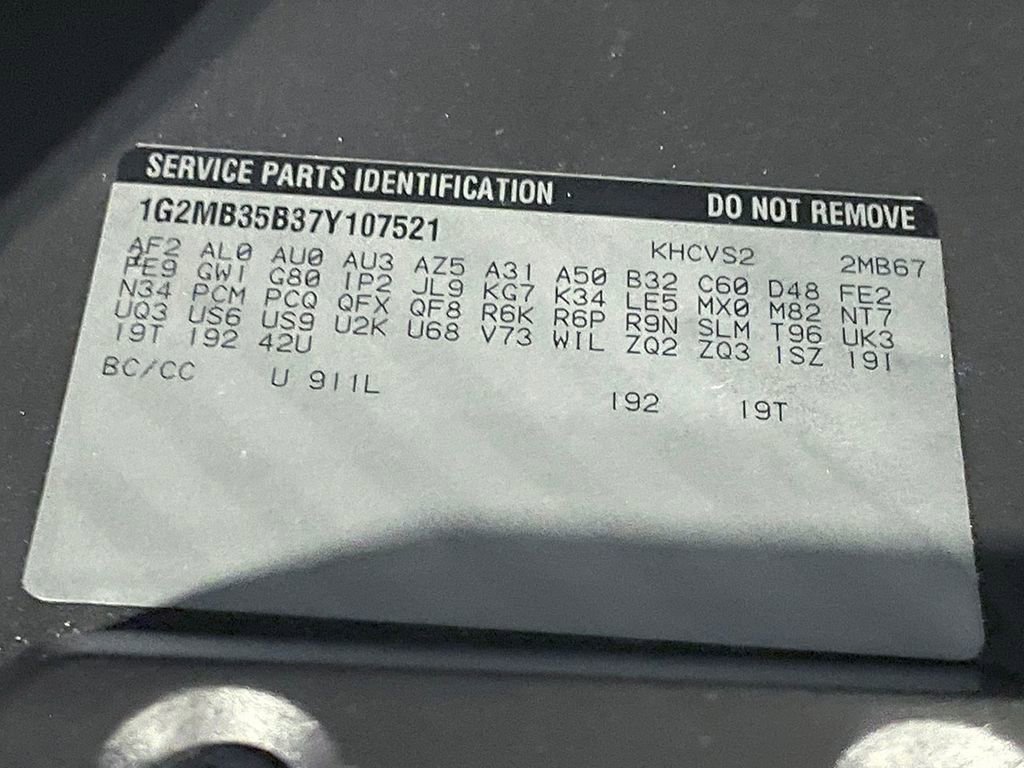 SERVICE PARTS IDENTIFICATION DO NOT REMOVE
1G2MB35B37Y107521 KHCVS2 2MB67
AF2 AL0 AU0 AU3 AZ5 A31 A50 B32 C60 D48 FE2
FE9 GW1 G80 IP2 JL9 KG7 K34 LE5 MX0 M82 NT7
N34 PCM PCQ QFX QF8 R6K R6P R9N SLM T96 UK3
UQ3 US6 US9 U2K U68 V73 WIL ZQ2 ZQ3 1SZ 19I
19T 192 42U
BC/CC U 911L 192 19T